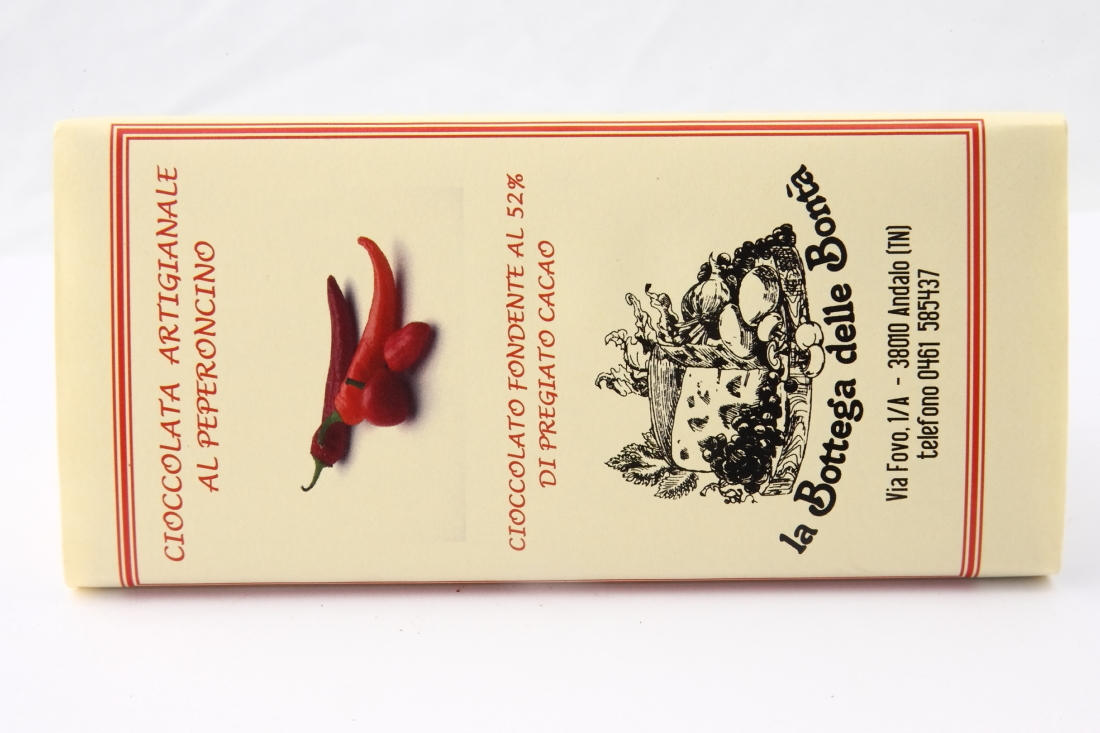 CIOCCOLATA ARTIGIANALE
AL PEPERONCINO
CIOCCOLATO FONDENTE AL 52%
DI PREGIATO CACAO
la Bottega delle Bontà
Via Fovo, 1/A - 38010 Andalo (TN)
telefono 0461 585437